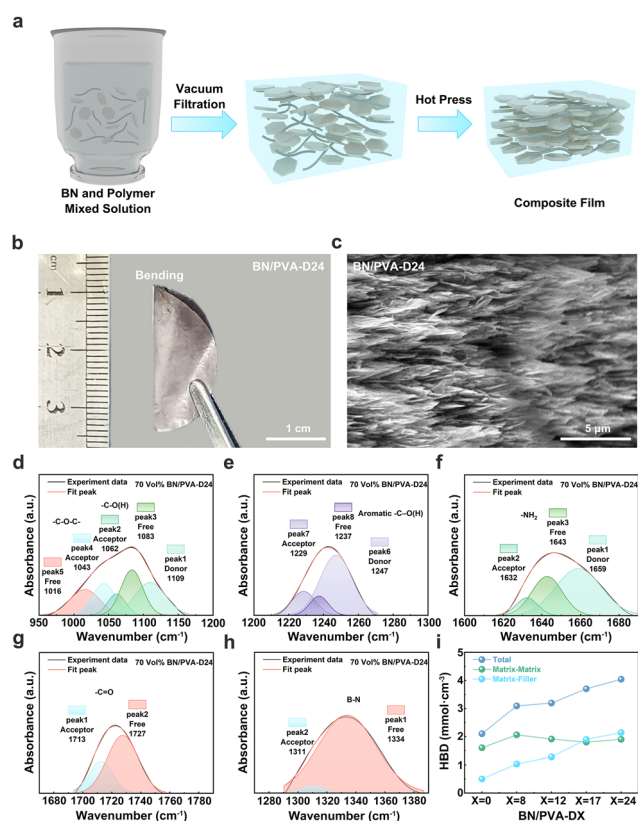 a
Vacuum
Filtration
Hot Press
BN and Polymer
Mixed Solution
Composite Film
b
cm
1
2
3
Bending
BN/PVA-D24
1 cm
c
BN/PVA-D24
5 μm
d
Experiment data
Fit peak
70 Vol% BN/PVA-D24
-C-O(H)
-C-O-C-
peak2
Acceptor
1062
peak3
Free
1083
peak4
Acceptor
1043
peak5
Free
1016
peak1
Donor
1109
Absorbance (a.u.)
950 1000 1050 1100 1150 1200
Wavenumber (cm-1)
e
Experiment data
Fit peak
70 Vol% BN/PVA-D24
Aromatic -C–O(H)
peak7
Acceptor
1229
peak8
Free
1237
peak6
Donor
1247
Absorbance (a.u.)
1200 1220 1240 1260 1280 1300
Wavenumber (cm-1)
f
Experiment data
Fit peak
70 Vol% BN/PVA-D24
-NH2
peak3
Free
1643
peak2
Acceptor
1632
peak1
Donor
1659
Absorbance (a.u.)
1600 1620 1640 1660 1680
Wavenumber (cm-1)
g
Experiment data
Fit peak
70 Vol% BN/PVA-D24
-C=O
peak1
Acceptor
1713
peak2
Free
1727
Absorbance (a.u.)
1680 1700 1720 1740 1760 1780
Wavenumber (cm-1)
h
Experiment data
Fit peak
70 Vol% BN/PVA-D24
B-N
peak2
Acceptor
1311
peak1
Free
1334
Absorbance (a.u.)
1280 1300 1320 1340 1360 1380
Wavenumber (cm-1)
i
Total
Matrix-Matrix
Matrix-Filler
HBD (mmol·cm-3)
5
4
3
2
1
0
X=0 X=8 X=12 X=17 X=24
BN/PVA-DX